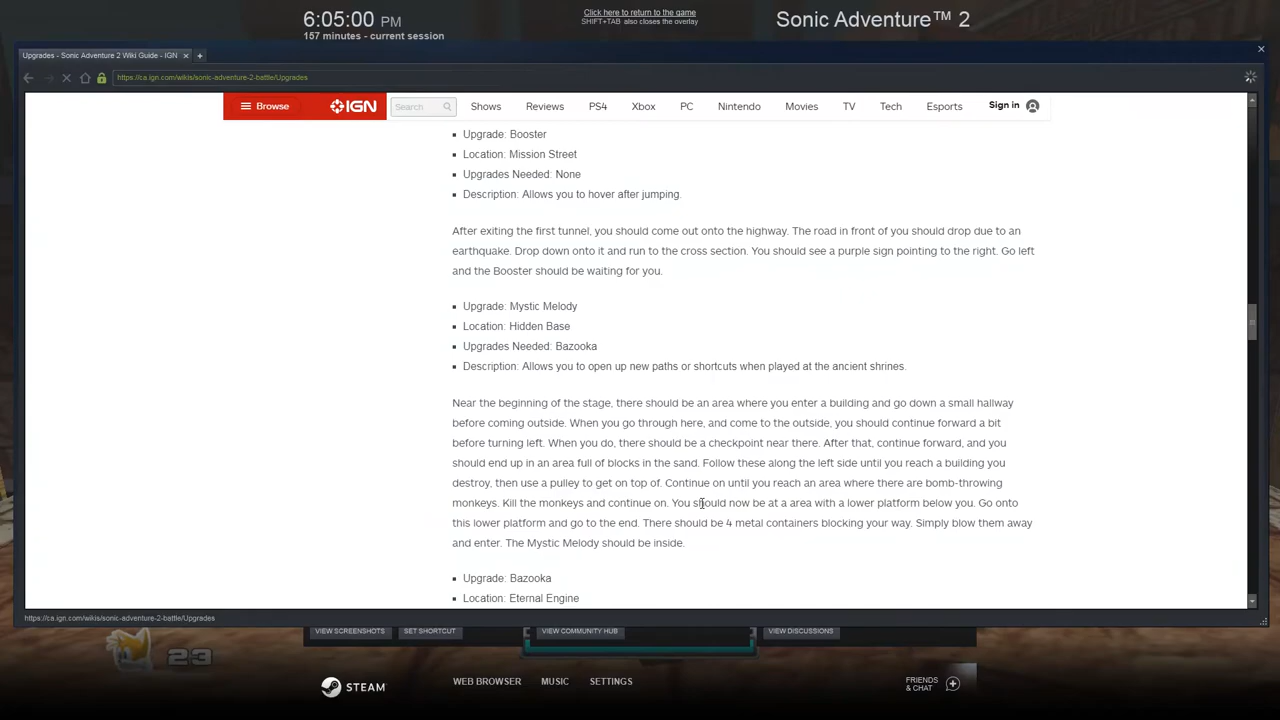 6:05:00 PM
157 minutes - current session
Click here to return to the game
SHIFT+TAB also closes the overlay
Sonic Adventure™ 2
Upgrades - Sonic Adventure 2 Wiki Guide - IGN
https://ca.ign.com/wikis/sonic-adventure-2-battle/Upgrades
Browse
IGN
Search
Shows
Reviews
PS4
Xbox
PC
Nintendo
Movies
TV
Tech
Esports
Sign in
Upgrade: Booster
Location: Mission Street
Upgrades Needed: None
Description: Allows you to hover after jumping.
After exiting the first tunnel, you should come out onto the highway. The road in front of you should drop due to an
earthquake. Drop down onto it and run to the cross section. You should see a purple sign pointing to the right. Go left
and the Booster should be waiting for you.
Upgrade: Mystic Melody
Location: Hidden Base
Upgrades Needed: Bazooka
Description: Allows you to open up new paths or shortcuts when played at the ancient shrines.
Near the beginning of the stage, there should be an area where you enter a building and go down a small hallway
before coming outside. When you go through here, and come to the outside, you should continue forward a bit
before turning left. When you do, there should be a checkpoint near there. After that, continue forward, and you
should end up in an area full of blocks in the sand. Follow these along the left side until you reach a building you
destroy, then use a pulley to get on top of. Continue on until you reach an area where there are bomb-throwing
monkeys. Kill the monkeys and continue on. You should now be at a area with a lower platform below you. Go onto
this lower platform and go to the end. There should be 4 metal containers blocking your way. Simply blow them away
and enter. The Mystic Melody should be inside.
Upgrade: Bazooka
Location: Eternal Engine
https://ca.ign.com/wikis/sonic-adventure-2-battle/Upgrades
VIEW SCREENSHOTS
SET SHORTCUT
VIEW COMMUNITY HUB
VIEW DISCUSSIONS
23
STEAM
WEB BROWSER
MUSIC
SETTINGS
FRIENDS
& CHAT